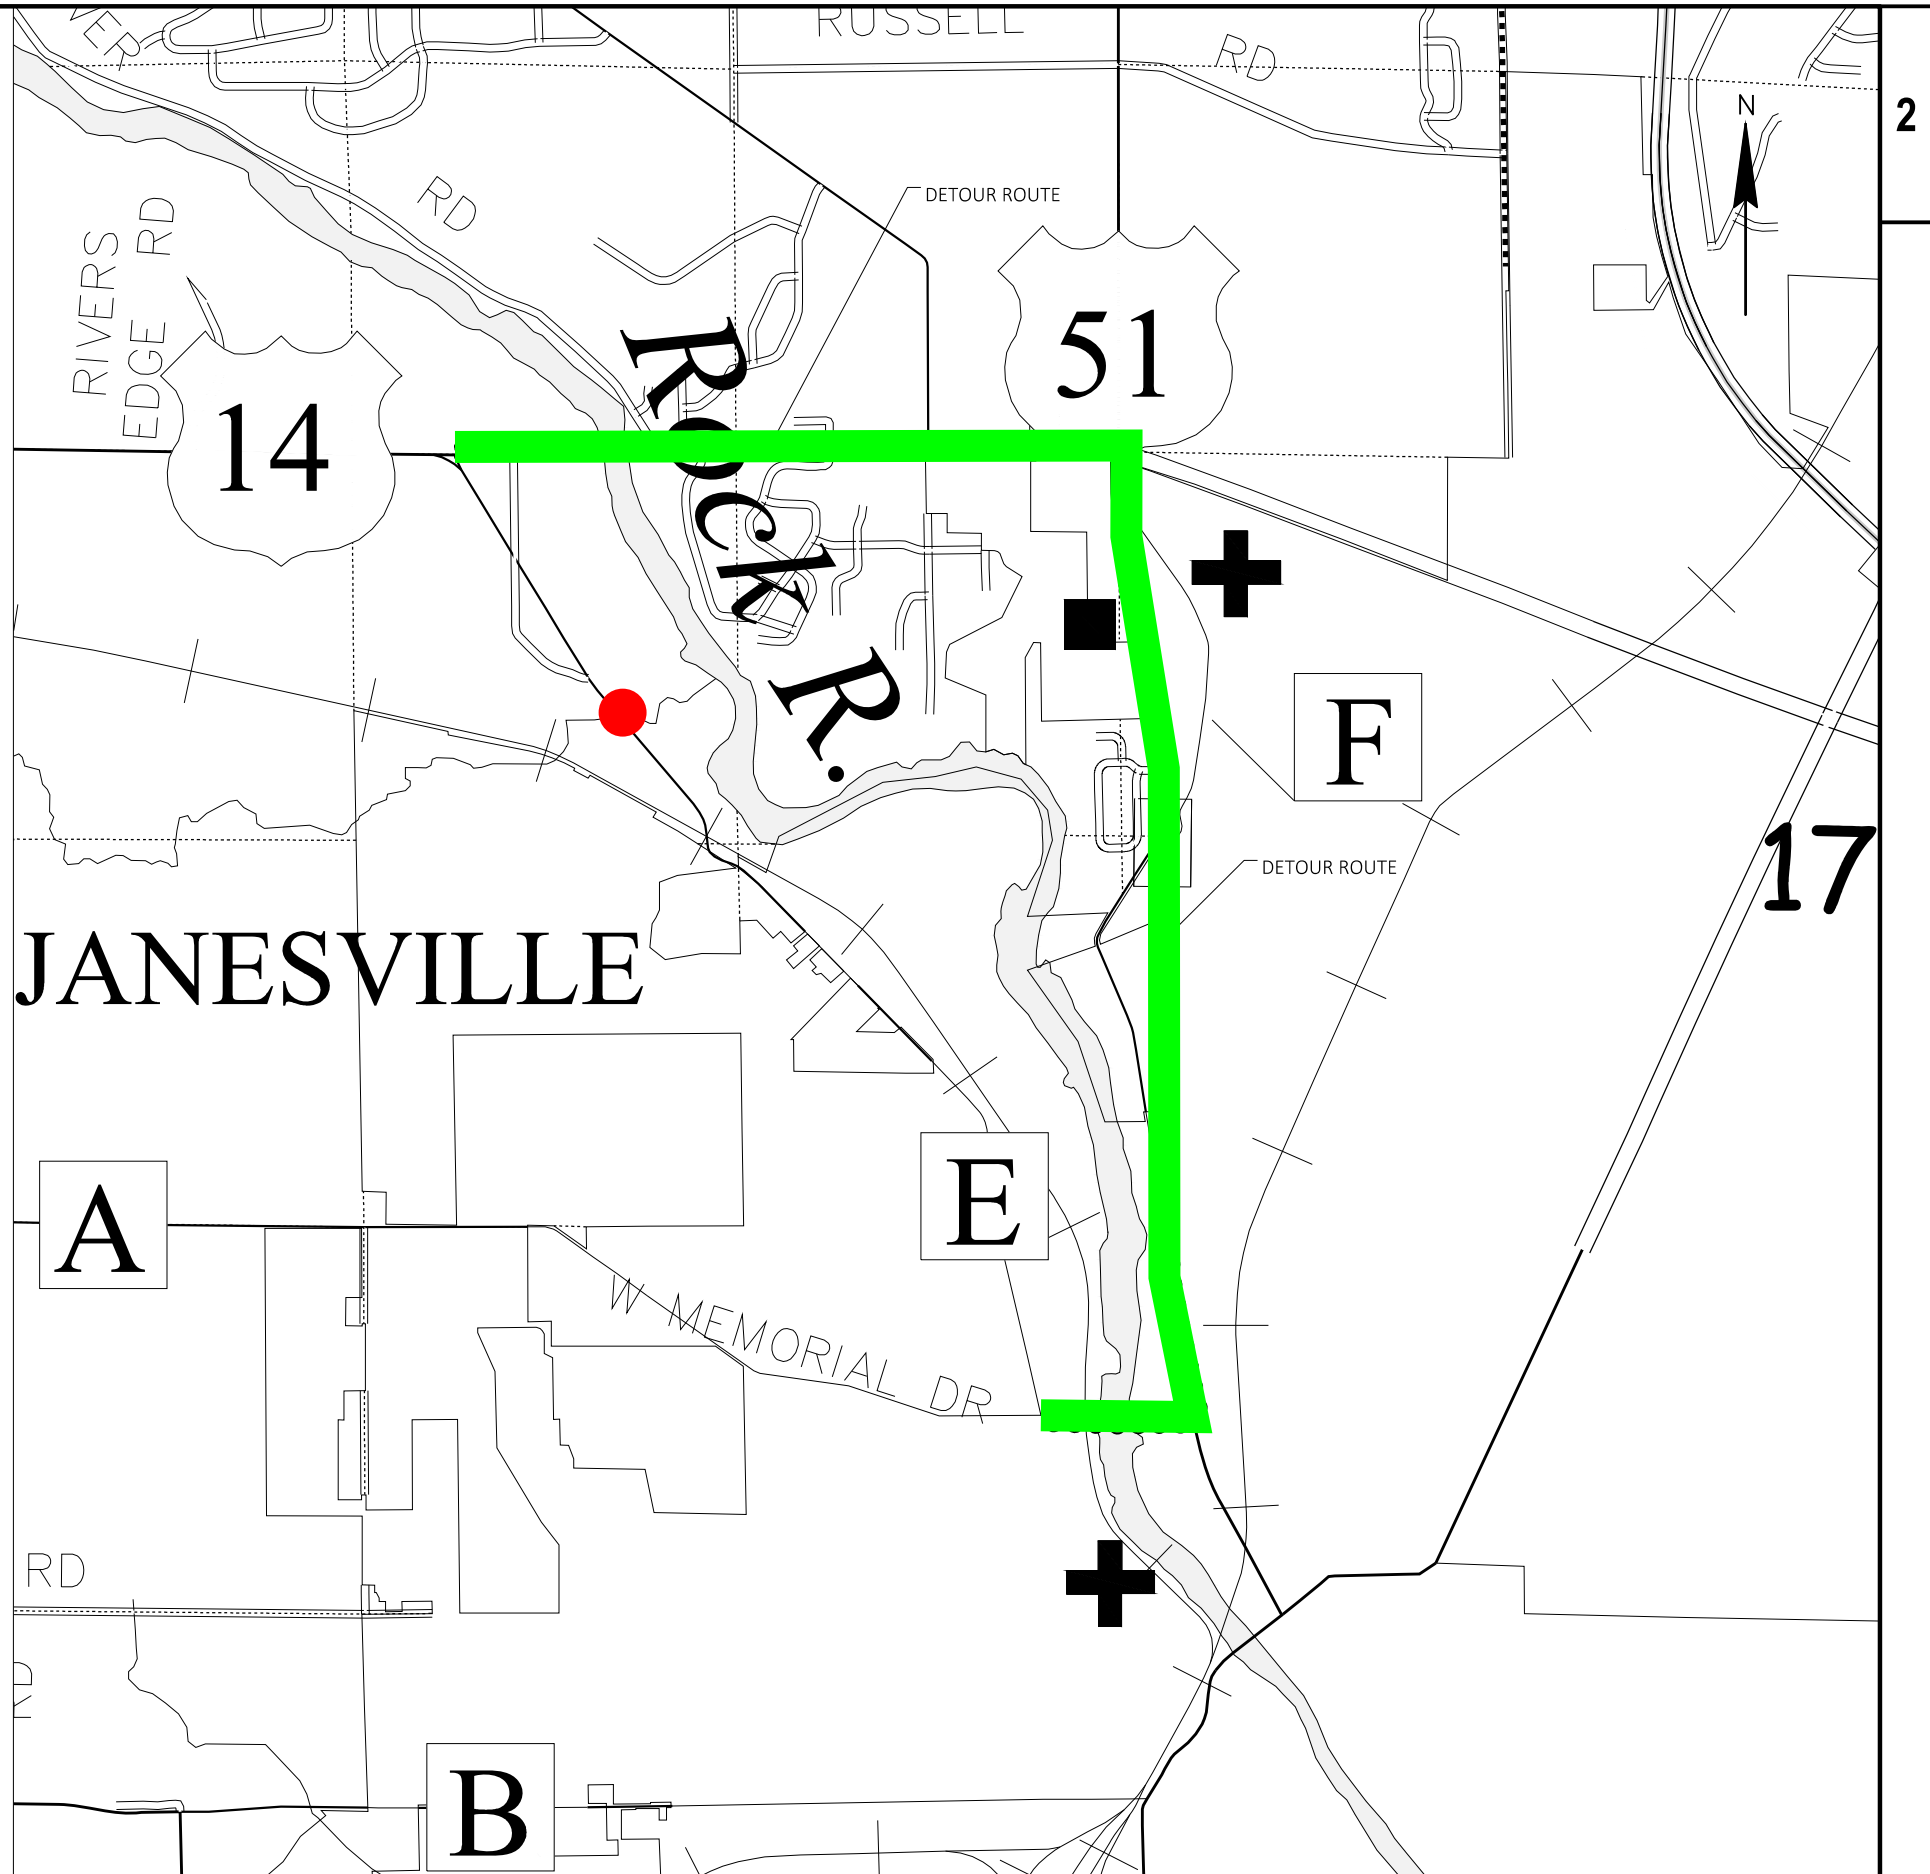 RUSSELL
RD
2
N
RD
DETOUR ROUTE
RIVERS
EDGE RD
51
14
Rock R.
F
17
DETOUR ROUTE
JANESVILLE
E
A
W MEMORIAL DR
RD
B